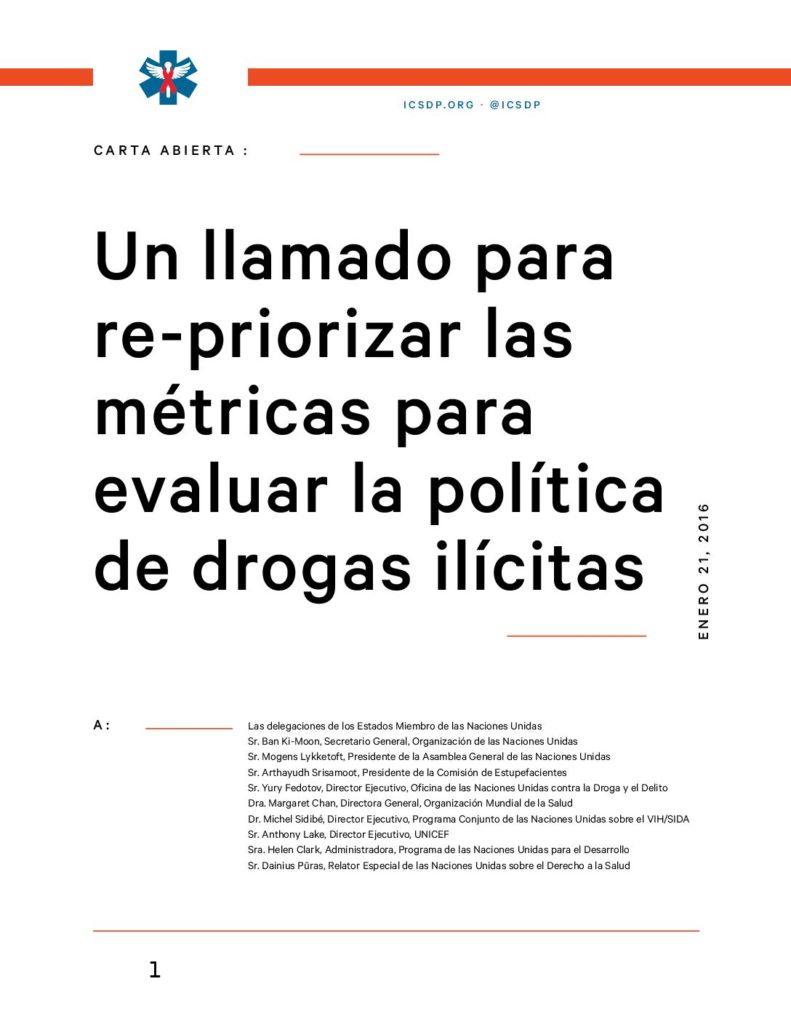 ICSDP.ORG · @ICSDP
CARTA ABIERTA :
Un llamado para
re-priorizar las
métricas para
evaluar la política
de drogas ilícitas
ENERO 21, 2016
A :
Las delegaciones de los Estados Miembro de las Naciones Unidas
Sr. Ban Ki-Moon, Secretario General, Organización de las Naciones Unidas
Sr. Mogens Lykketoft, Presidente de la Asamblea General de las Naciones Unidas
Sr. Arthayudh Srisamoot, Presidente de la Comisión de Estupefacientes
Sr. Yury Fedotov, Director Ejecutivo, Oficina de las Naciones Unidas contra la Droga y el Delito
Dra. Margaret Chan, Directora General, Organización Mundial de la Salud
Dr. Michel Sidibé, Director Ejecutivo, Programa Conjunto de las Naciones Unidas sobre el VIH/SIDA
Sr. Anthony Lake, Director Ejecutivo, UNICEF
Sra. Helen Clark, Administradora, Programa de las Naciones Unidas para el Desarrollo
Sr. Dainius Pūras, Relator Especial de las Naciones Unidas sobre el Derecho a la Salud
1